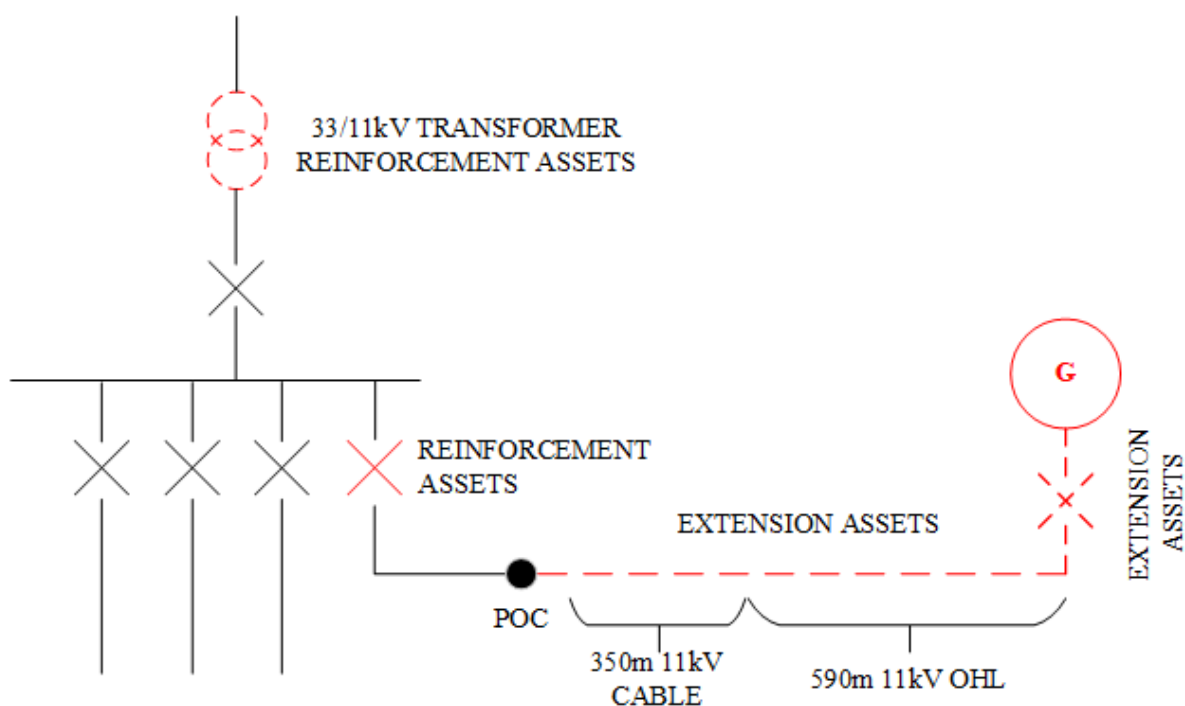 33/11kV TRANSFORMER
REINFORCEMENT ASSETS
G
REINFORCEMENT
ASSETS
EXTENSION ASSETS
EXTENSION
ASSETS
POC
350m 11kV
CABLE
590m 11kV OHL